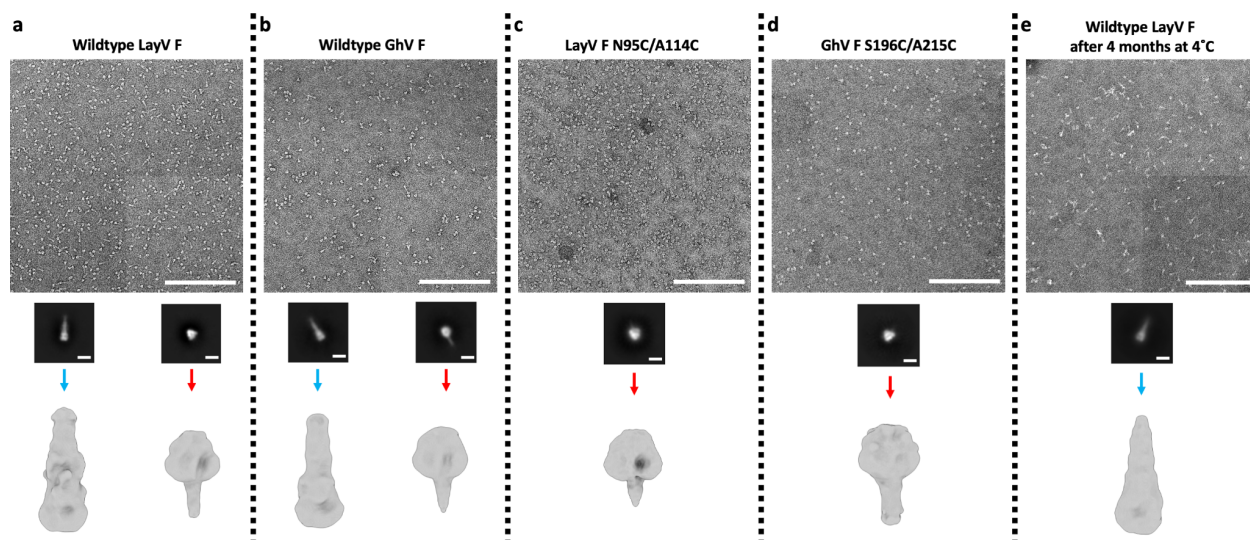 a
Wildtype LayV F
b
Wildtype GhV F
c
LayV F N95C/A114C
d
GhV F S196C/A215C
e
Wildtype LayV F
after 4 months at 4˚C